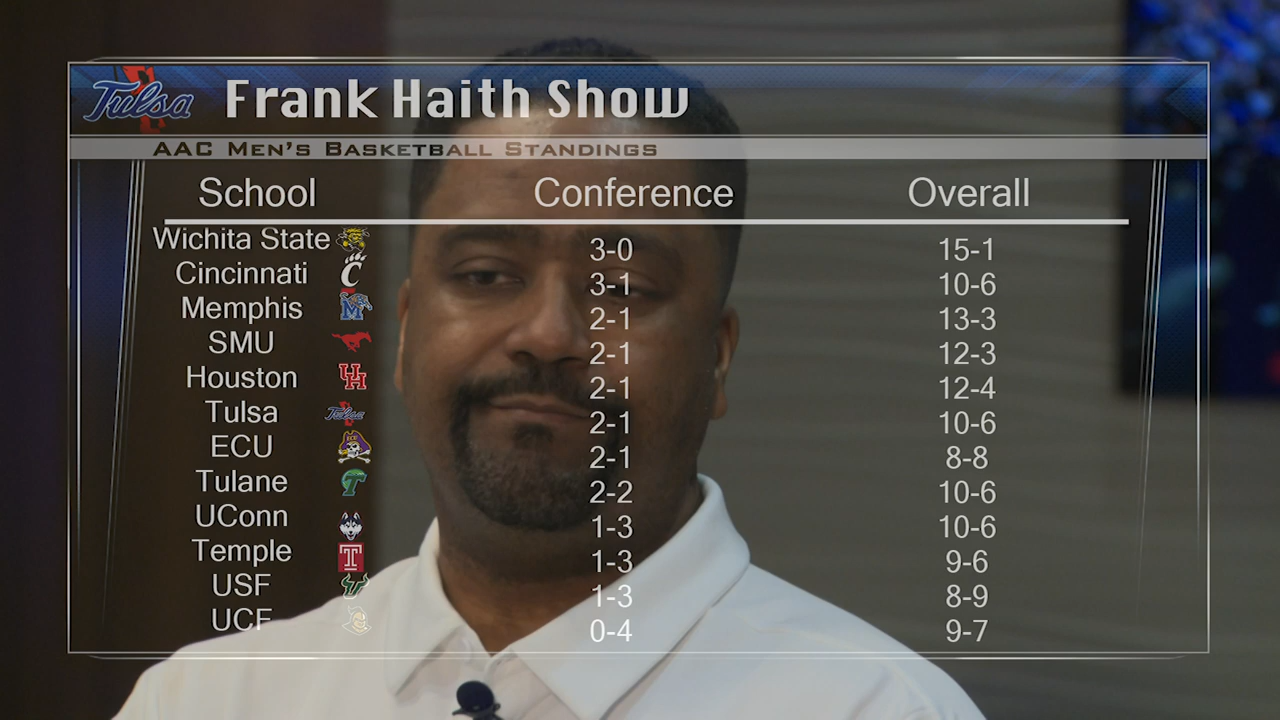 Tulsa Frank Haith Show
AAC Men's Basketball Standings
School Conference Overall
Wichita State 3-0 15-1
Cincinnati 3-1 10-6
Memphis 2-1 13-3
SMU 2-1 12-3
Houston 2-1 12-4
Tulsa 2-1 10-6
ECU 2-1 8-8
Tulane 2-2 10-6
UConn 1-3 10-6
Temple 1-3 9-6
USF 1-3 8-9
UCF 0-4 9-7